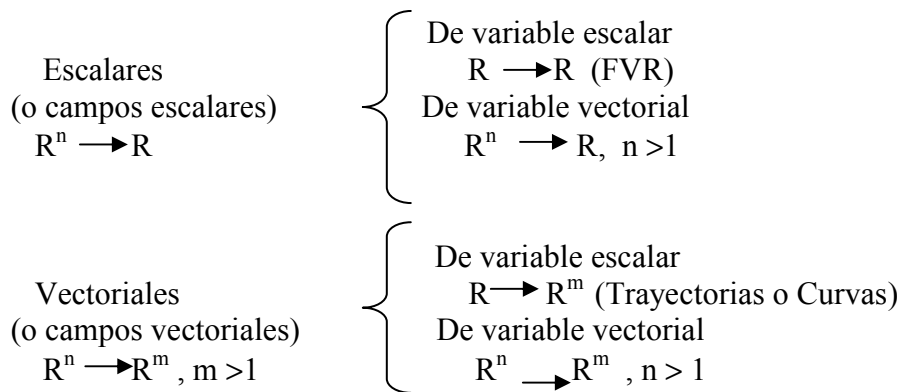 De variable escalar
Escalares
R → R (FVR)
(o campos escalares)
De variable vectorial
Rⁿ → R
Rⁿ → R, n >1
De variable escalar
Vectoriales
R → Rᵐ (Trayectorias o Curvas)
(o campos vectoriales)
De variable vectorial
Rⁿ → Rᵐ , m >1
Rⁿ → Rᵐ , n > 1